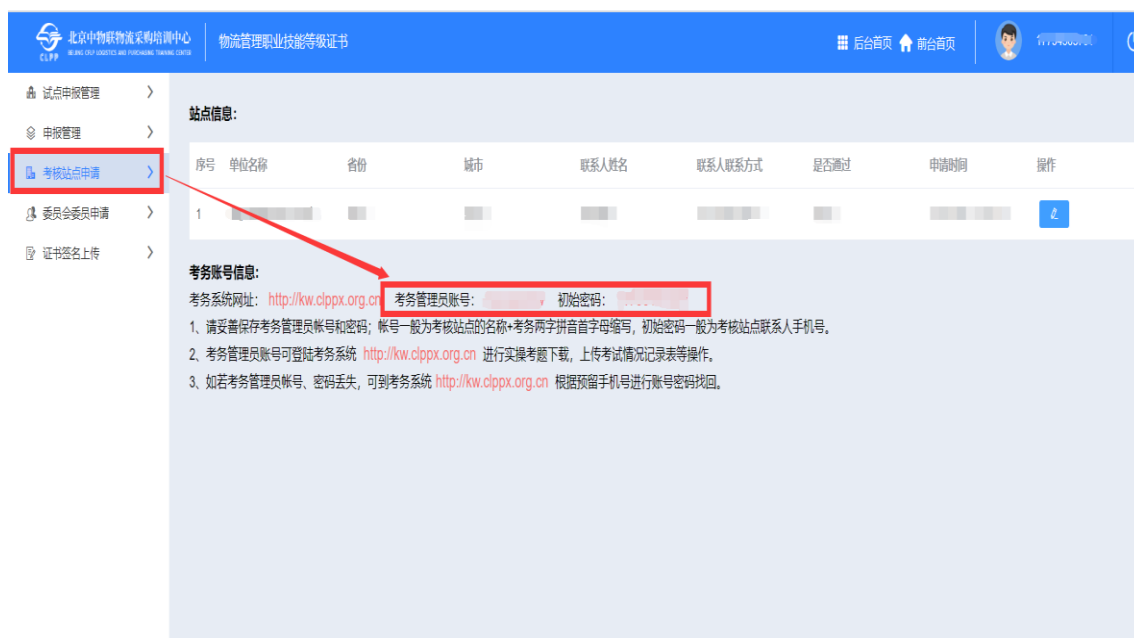 北京中物联物流采购培训中心
BEIJING CFLP LOGISTICS AND PURCHASING TRAINING CENTER
CLPP
物流管理职业技能等级证书
后台首页 前台首页
试点申报管理
申报管理
考核站点申请
委员会委员申请
证书签名上传
站点信息：
序号 单位名称 省份 城市 联系人姓名 联系人联系方式 是否通过 申请时间 操作
1
考务账号信息：
考务系统网址： http://kw.clppx.org.cn 考务管理员账号： 初始密码：
1、请妥善保存考务管理员帐号和密码；帐号一般为考核站点的名称+考务两字拼音首字母缩写，初始密码一般为考核站点联系人手机号。
2、考务管理员账号可登陆考务系统 http://kw.clppx.org.cn 进行实操考题下载，上传考试情况记录表等操作。
3、如若考务管理员帐号、密码丢失，可到考务系统 http://kw.clppx.org.cn 根据预留手机号进行账号密码找回。